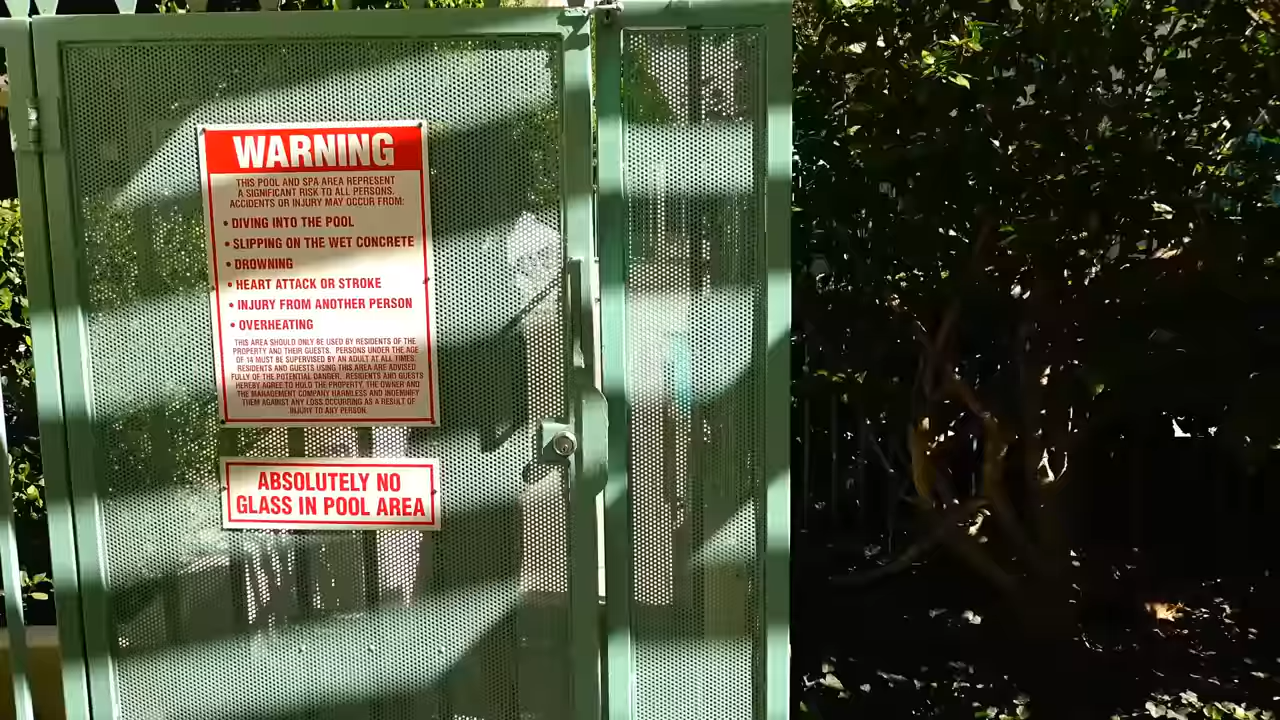 WARNING
THIS POOL AND SPA AREA REPRESENT
A SIGNIFICANT RISK TO ALL PERSONS.
ACCIDENTS OR INJURY MAY OCCUR FROM:
• DIVING INTO THE POOL
• SLIPPING ON THE WET CONCRETE
• DROWNING
• HEART ATTACK OR STROKE
• INJURY FROM ANOTHER PERSON
• OVERHEATING
THIS AREA SHOULD ONLY BE USED BY RESIDENTS OF THE
PROPERTY AND THEIR GUESTS. PERSONS UNDER THE AGE
OF 14 MUST BE SUPERVISED BY AN ADULT AT ALL TIMES.
RESIDENTS AND GUESTS USING THIS AREA ARE ADVISED
FULLY OF THE POTENTIAL DANGER. RESIDENTS AND GUESTS
HEREBY AGREE TO HOLD THE PROPERTY, THE OWNER AND
THE MANAGEMENT COMPANY HARMLESS AND INDEMNIFY
THEM AGAINST ANY LOSS OCCURRING AS A RESULT OF
INJURY TO ANY PERSON.
ABSOLUTELY NO
GLASS IN POOL AREA